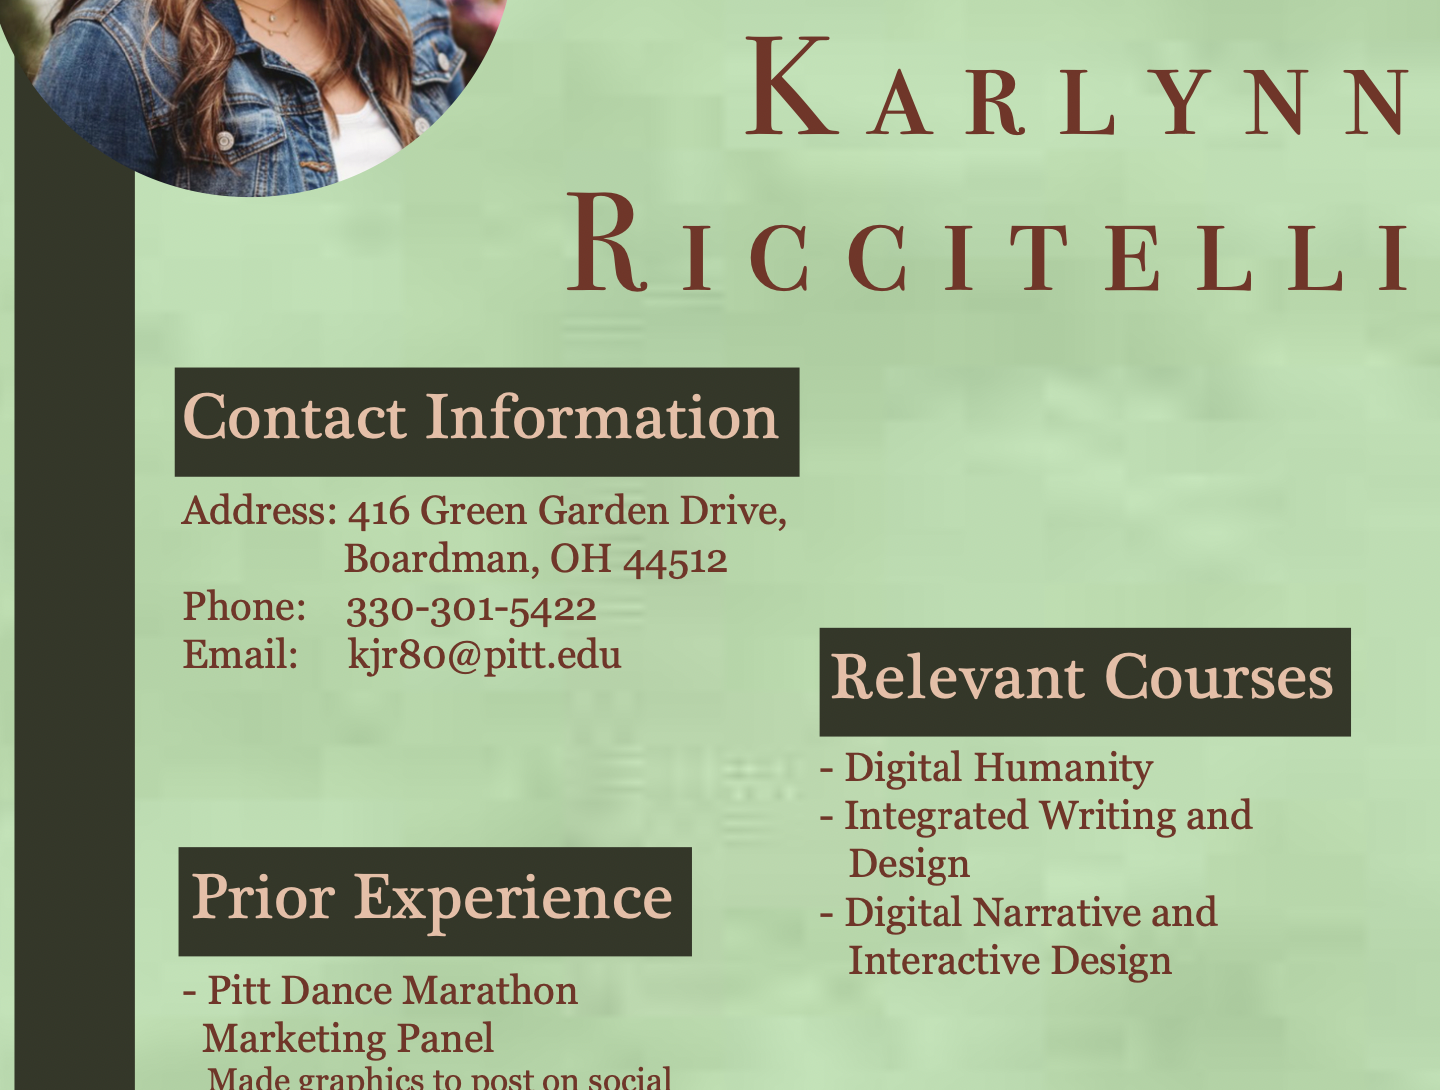 Karlynn
Riccitelli
Contact Information
Address: 416 Green Garden Drive,
Boardman, OH 44512
Phone: 330-301-5422
Email: kjr80@pitt.edu
Relevant Courses
- Digital Humanity
- Integrated Writing and
Design
- Digital Narrative and
Interactive Design
Prior Experience
- Pitt Dance Marathon
Marketing Panel
Made graphics to post on social